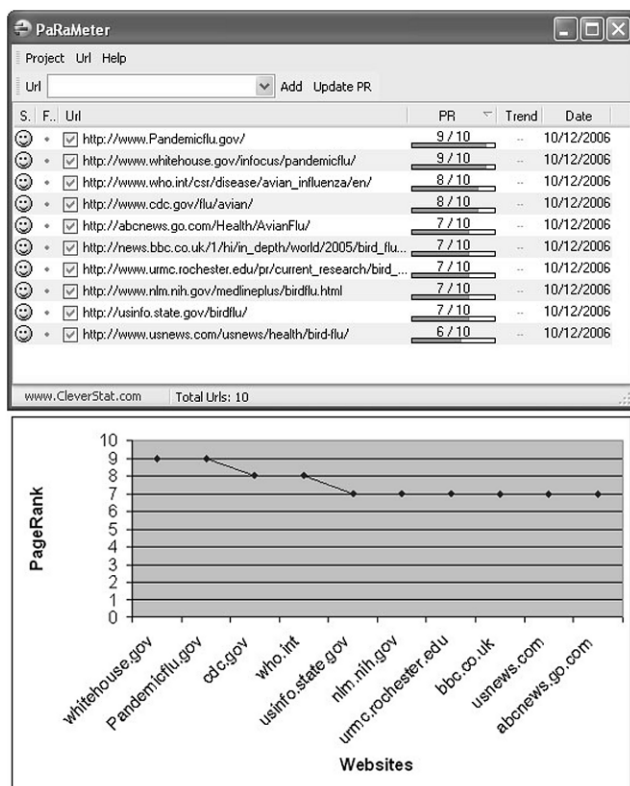 PaRaMeter
Project Url Help
Url Add Update PR
S. F.. Url PR Trend Date
http://www.Pandemicflu.gov/ 9 / 10 -- 10/12/2006
http://www.whitehouse.gov/infocus/pandemicflu/ 9 / 10 -- 10/12/2006
http://www.who.int/csr/disease/avian_influenza/en/ 8 / 10 -- 10/12/2006
http://www.cdc.gov/flu/avian/ 8 / 10 -- 10/12/2006
http://abcnews.go.com/Health/AvianFlu/ 7 / 10 -- 10/12/2006
http://news.bbc.co.uk/1/hi/in_depth/world/2005/bird_flu... 7 / 10 -- 10/12/2006
http://www.urmc.rochester.edu/pr/current_research/bird_... 7 / 10 -- 10/12/2006
http://www.nlm.nih.gov/medlineplus/birdflu.html 7 / 10 -- 10/12/2006
http://usinfo.state.gov/birdflu/ 7 / 10 -- 10/12/2006
http://www.usnews.com/usnews/health/bird-flu/ 6 / 10 -- 10/12/2006
www.CleverStat.com Total Urls: 10
PageRank
10
9
8
7
6
5
4
3
2
1
0
whitehouse.gov
Pandemicflu.gov
cdc.gov
who.int
usinfo.state.gov
nlm.nih.gov
urmc.rochester.edu
bbc.co.uk
usnews.com
abcnews.go.com
Websites